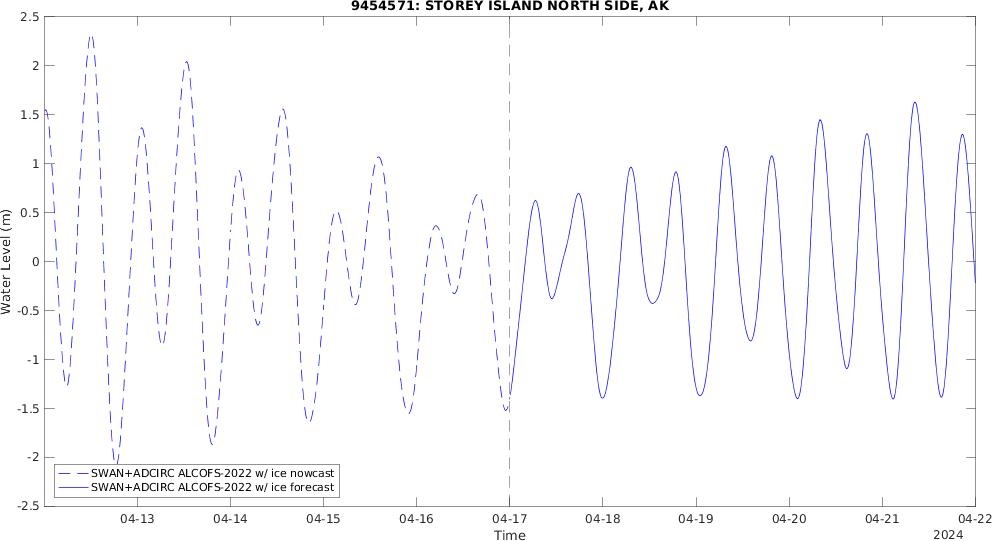 9454571: STOREY ISLAND NORTH SIDE, AK
Water Level (m)
2.5
2
1.5
1
0.5
0
-0.5
-1
-1.5
-2
-2.5
SWAN+ADCIRC ALCOFS-2022 w/ ice nowcast
SWAN+ADCIRC ALCOFS-2022 w/ ice forecast
04-13 04-14 04-15 04-16 04-17 04-18 04-19 04-20 04-21 04-22
Time
2024